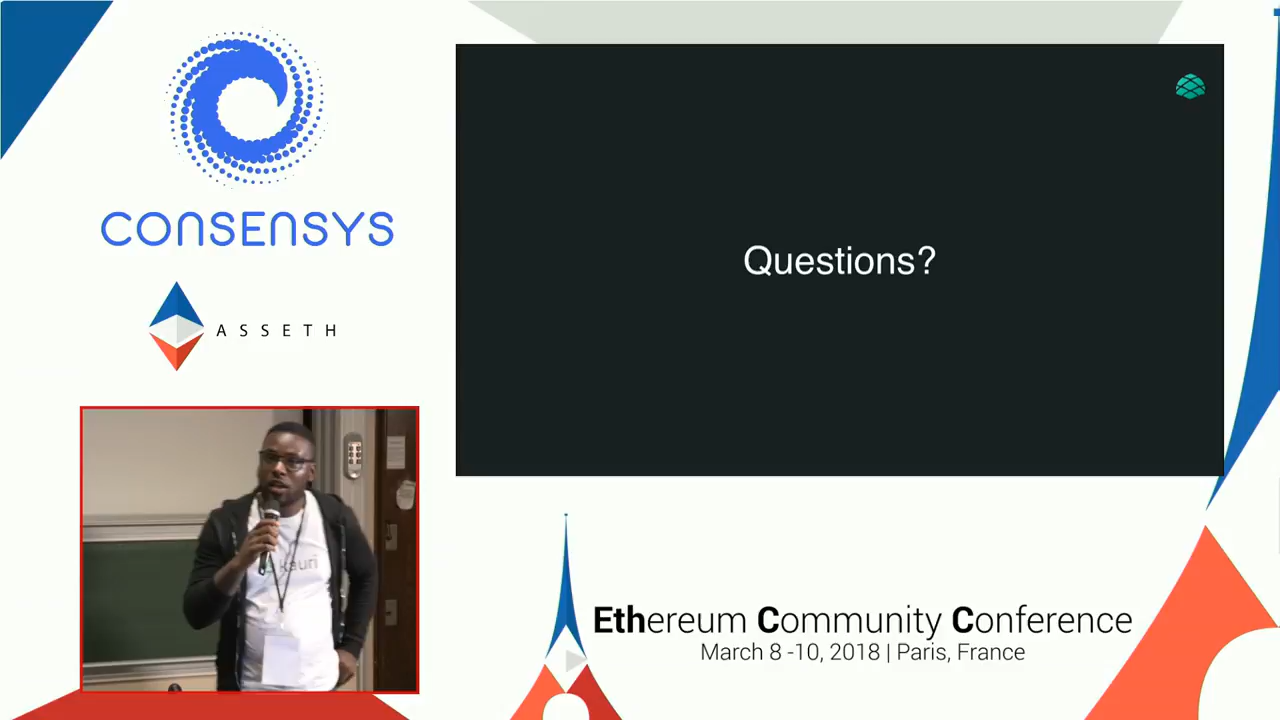 CONSENSYS
ASSETH
Questions?
kauri
Ethereum Community Conference
March 8 -10, 2018 | Paris, France